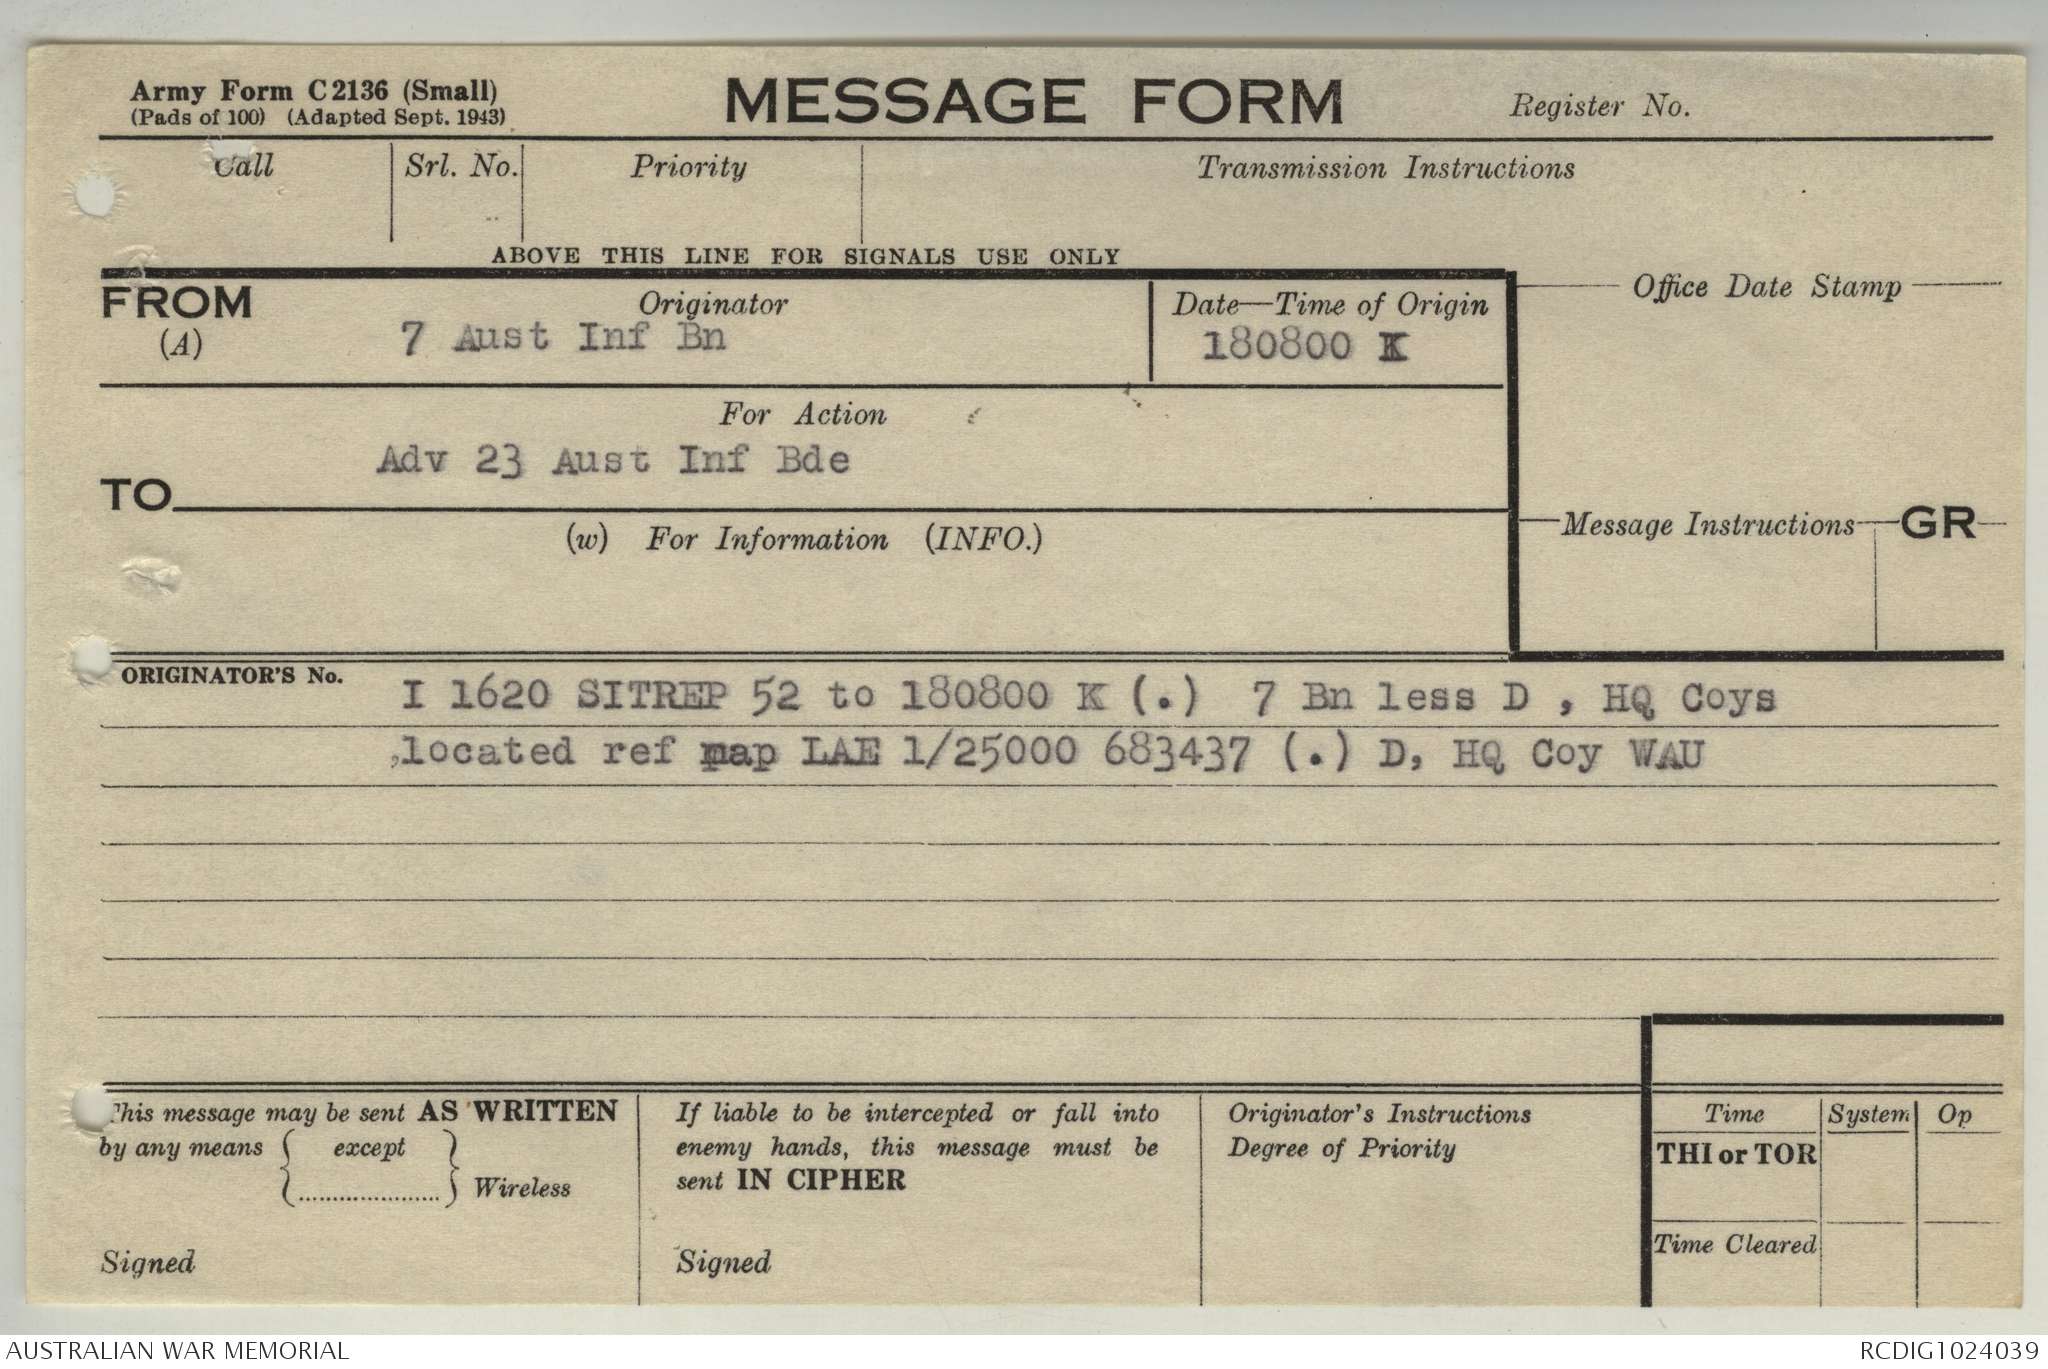 Army Form C2136 (Small)
(Pads of 100) (Adapted Sept. 1943)
MESSAGE FORM
Register No.
Call
Srl. No.
Priority
Transmission Instructions
ABOVE THIS LINE FOR SIGNALS USE ONLY
FROM
(A)
Originator
7 Aust Inf Bn
Date—Time of Origin
180800 K
Office Date Stamp
For Action
Adv 23 Aust Inf Bde
TO
(w) For Information (INFO.)
Message Instructions
GR
ORIGINATOR'S No.
I 1620 SITREP 52 to 180800 K (.) 7 Bn less D , HQ Coys
,located ref map LAE 1/25000 683437 (.) D, HQ Coy WAU
This message may be sent AS WRITTEN
by any means { except }
{ ...................... } Wireless
Signed
If liable to be intercepted or fall into
enemy hands, this message must be
sent IN CIPHER
Signed
Originator's Instructions
Degree of Priority
Time
System
Op
THI or TOR
Time Cleared
AUSTRALIAN WAR MEMORIAL
RCDIG1024039